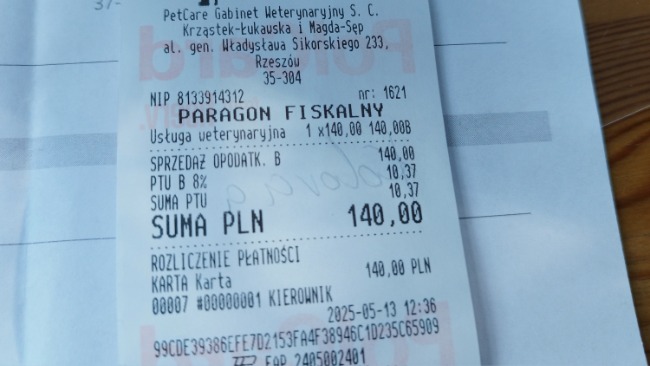 37-
PetCare Gabinet Weterynaryjny S. C.
Krząstek-Łukawska i Magda-Sęp
al. gen. Władysława Sikorskiego 233,
Rzeszów
35-304
NIP 8133914312 nr: 1621
PARAGON FISKALNY
Usługa weterynaryjna 1 x140,00 140,00B
SPRZEDAŻ OPODATK. B 140,00
PTU B 8% 10,37
SUMA PTU 10,37
SUMA PLN 140,00
ROZLICZENIE PŁATNOŚCI
KARTA Karta 140,00 PLN
00007 #00000001 KIEROWNIK
2025-05-13 12:36
99CDE39386EFE7D2153FA4F38946C1D235C65909
EAP 2405002401